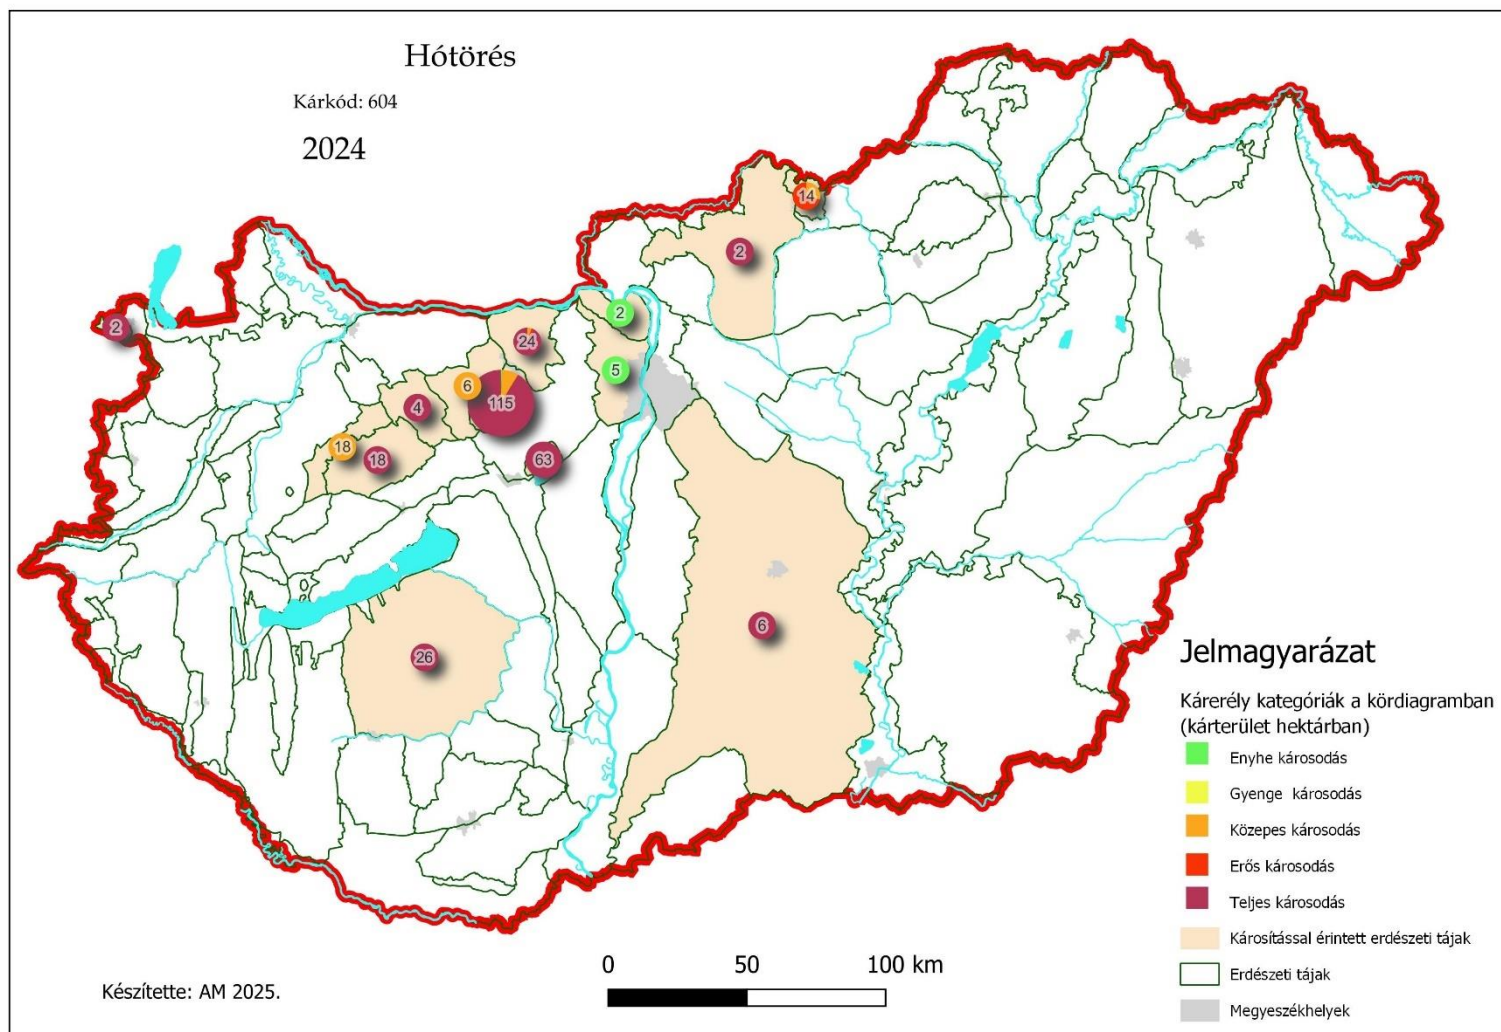 Hótörés
Kárkód: 604
2024
14
2
2
2
24
5
6
115
4
18
18
63
6
26
Jelmagyarázat
Kárerély kategóriák a kördiagramban
(kárterület hektárban)
Enyhe károsodás
Gyenge károsodás
Közepes károsodás
Erős károsodás
Teljes károsodás
Károsítással érintett erdészeti tájak
Erdészeti tájak
Megyeszékhelyek
0 50 100 km
Készítette: AM 2025.